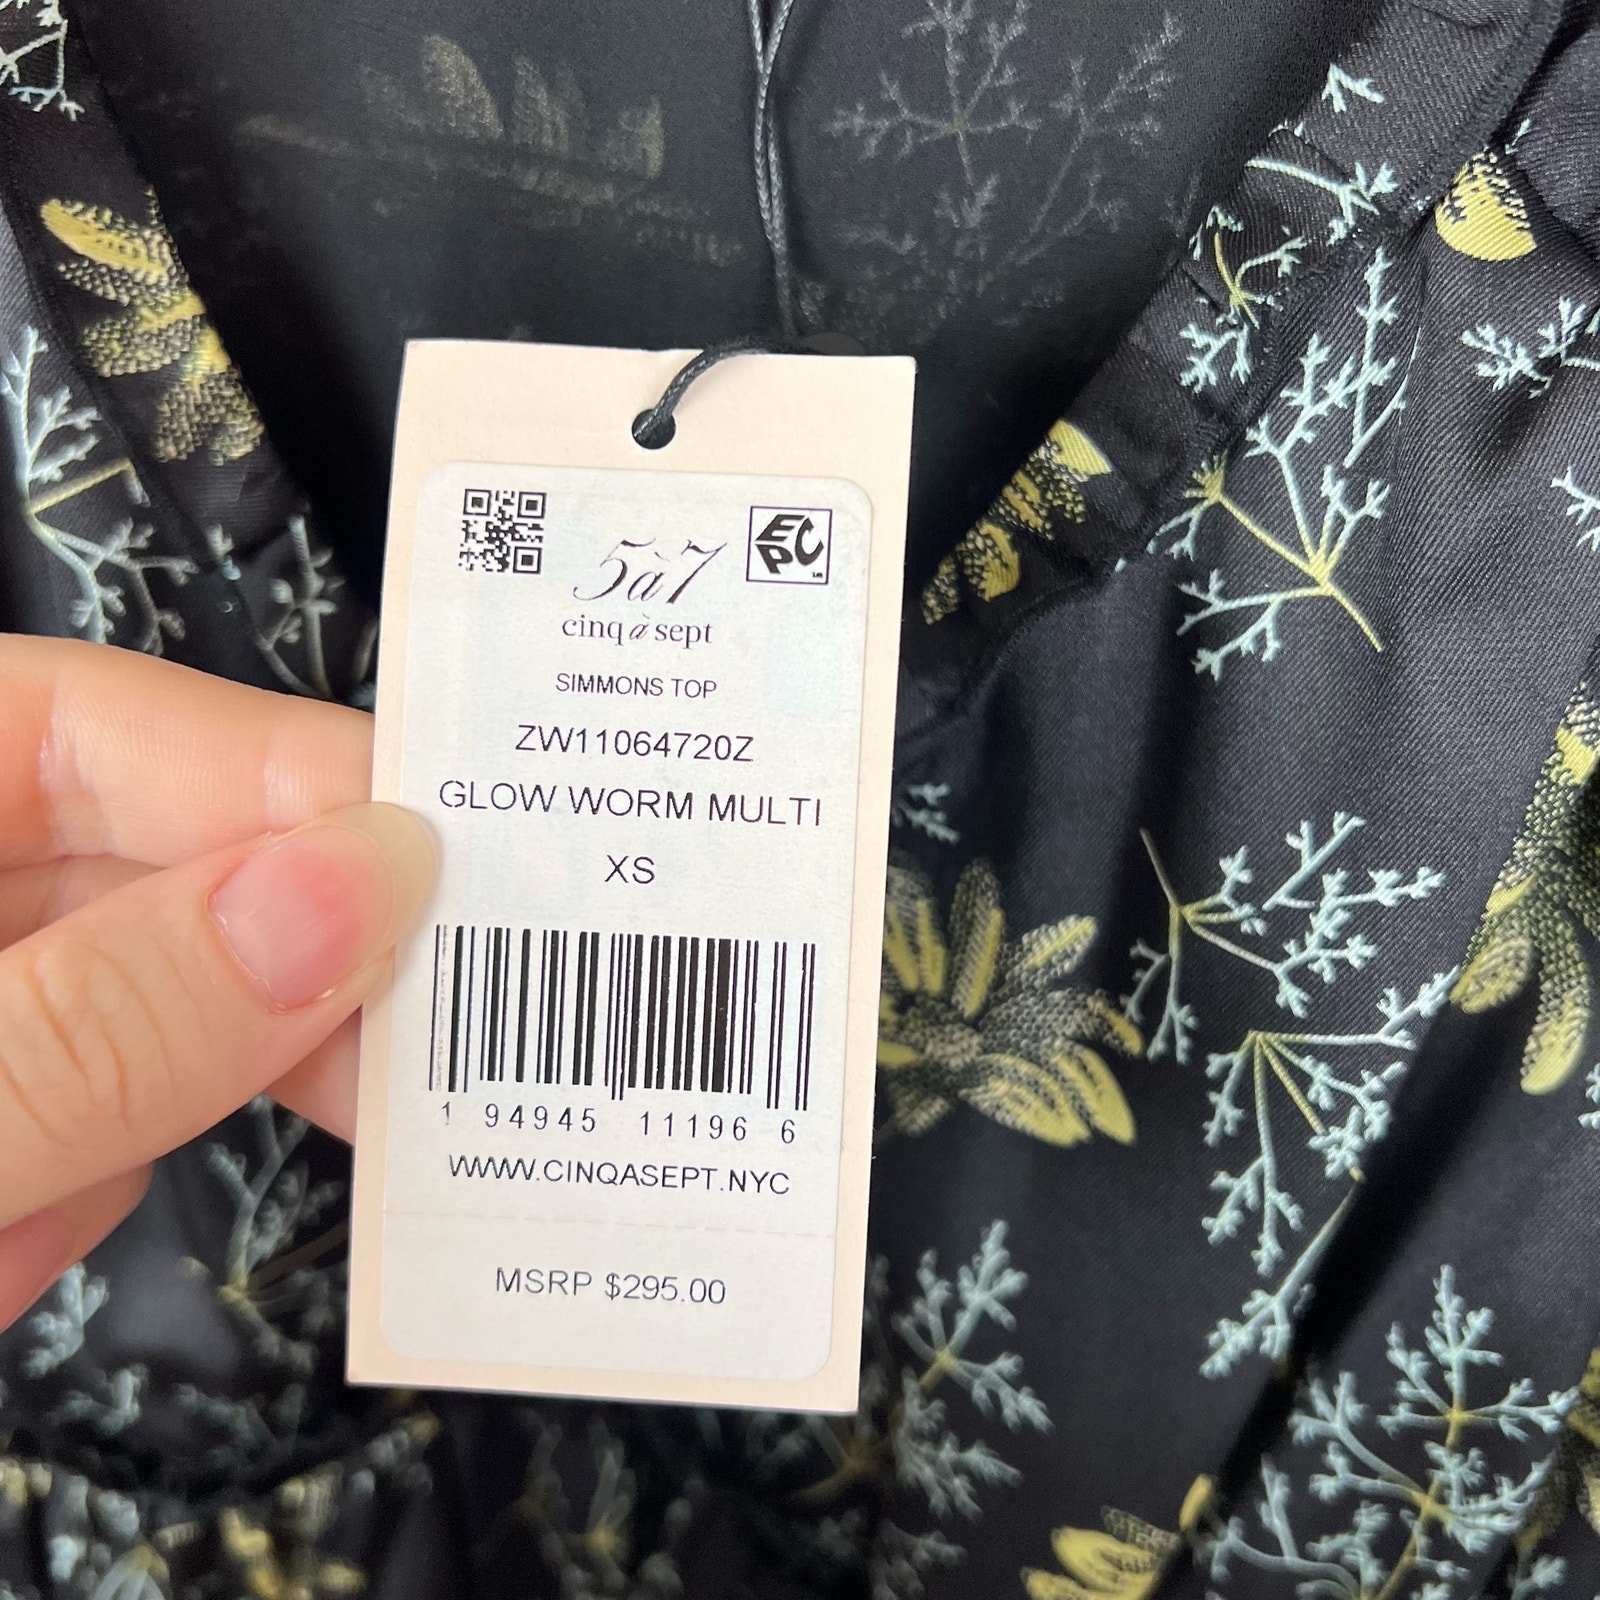 5à7
EPC
cinq à sept
SIMMONS TOP
ZW11064720Z
GLOW WORM MULTI
XS
1 94945 11196 6
WWW.CINQASEPT.NYC
MSRP $295.00